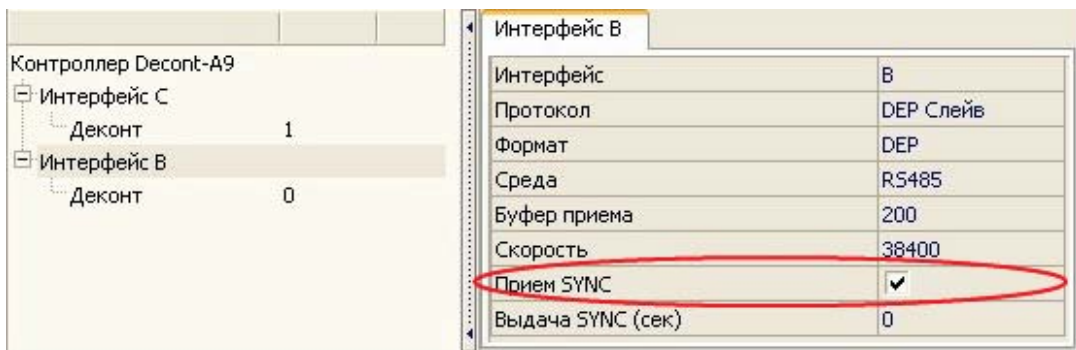 Контроллер Decont-A9
Интерфейс С
Деконт 1
Интерфейс В
Деконт 0
Интерфейс В
Интерфейс В
Протокол DEP Слейв
Формат DEP
Среда RS485
Буфер приема 200
Скорость 38400
Прием SYNC
Выдача SYNC (сек) 0